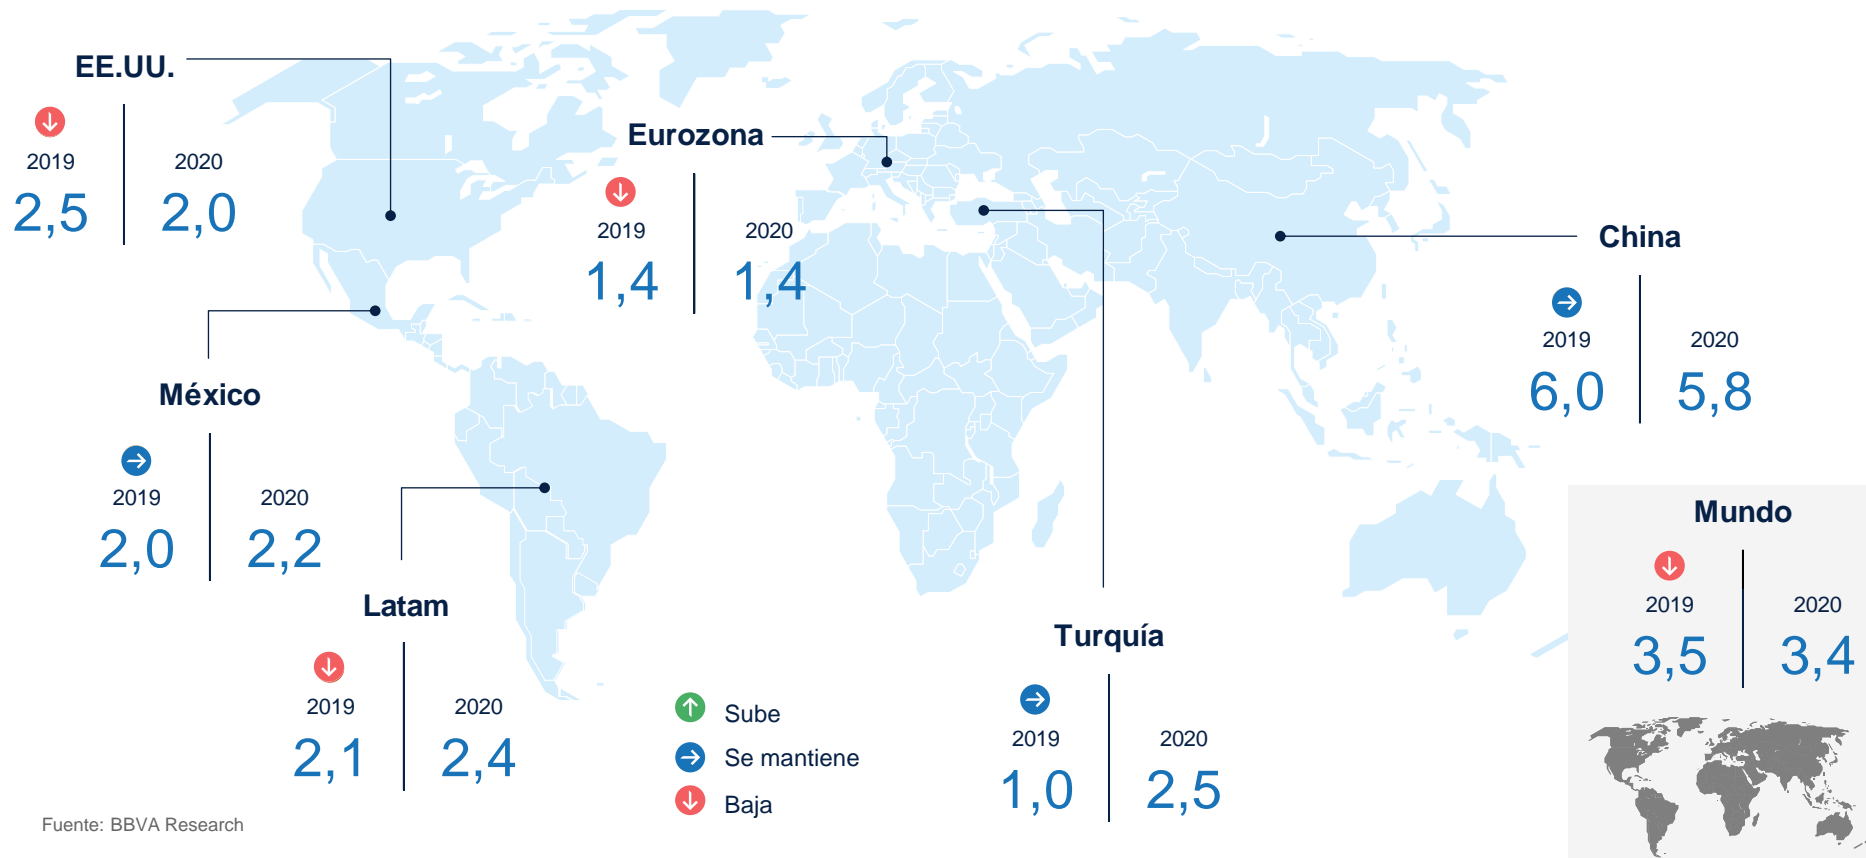 EE.UU.
2019 2020
2,5 2,0
Eurozona
2019 2020
1,4 1,4
China
2019 2020
6,0 5,8
México
2019 2020
2,0 2,2
Latam
2019 2020
2,1 2,4
Turquía
2019 2020
1,0 2,5
Mundo
2019 2020
3,5 3,4
Sube
Se mantiene
Baja
Fuente: BBVA Research